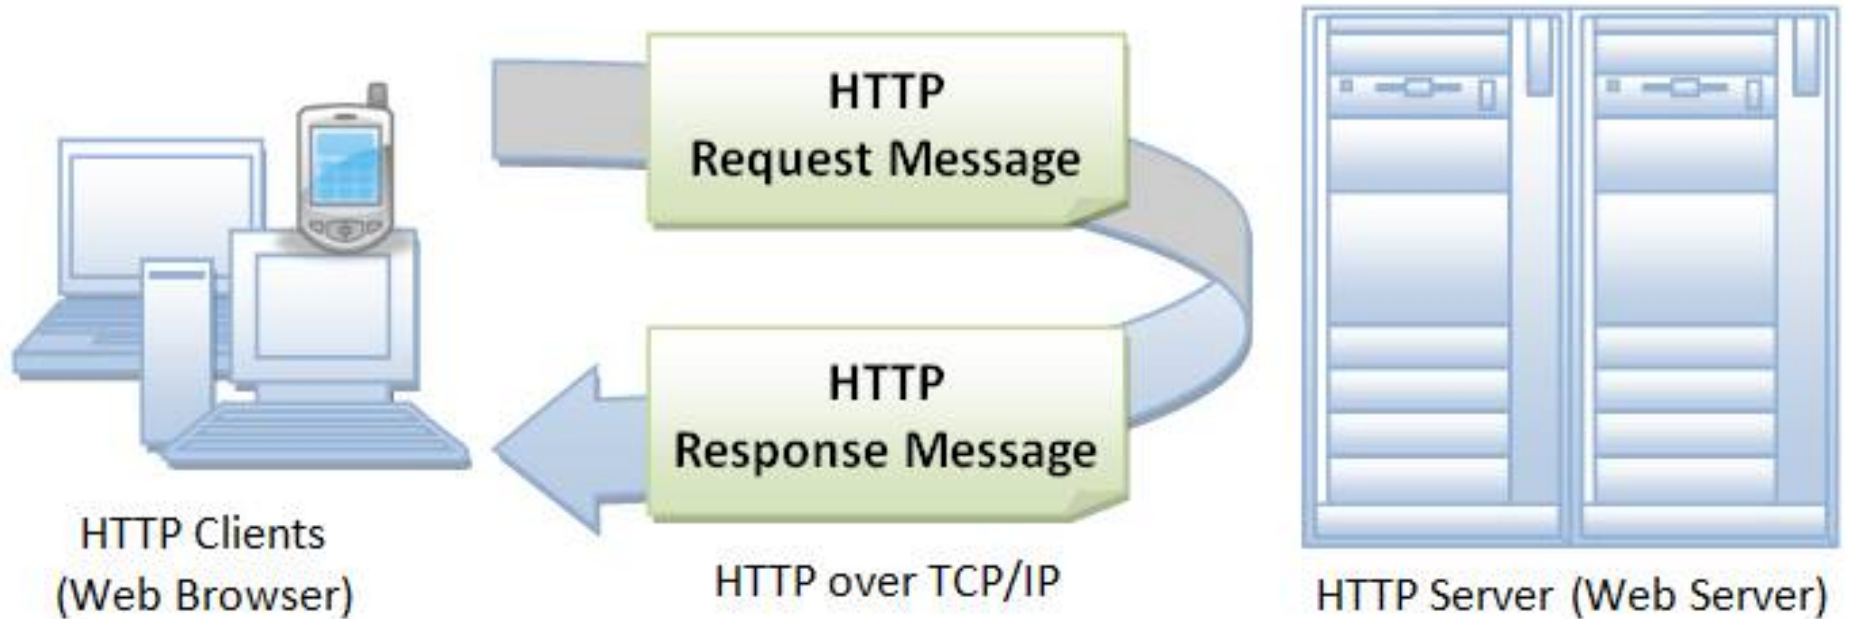 HTTP
Request Message
HTTP
Response Message
HTTP Clients
(Web Browser)
HTTP over TCP/IP
HTTP Server (Web Server)